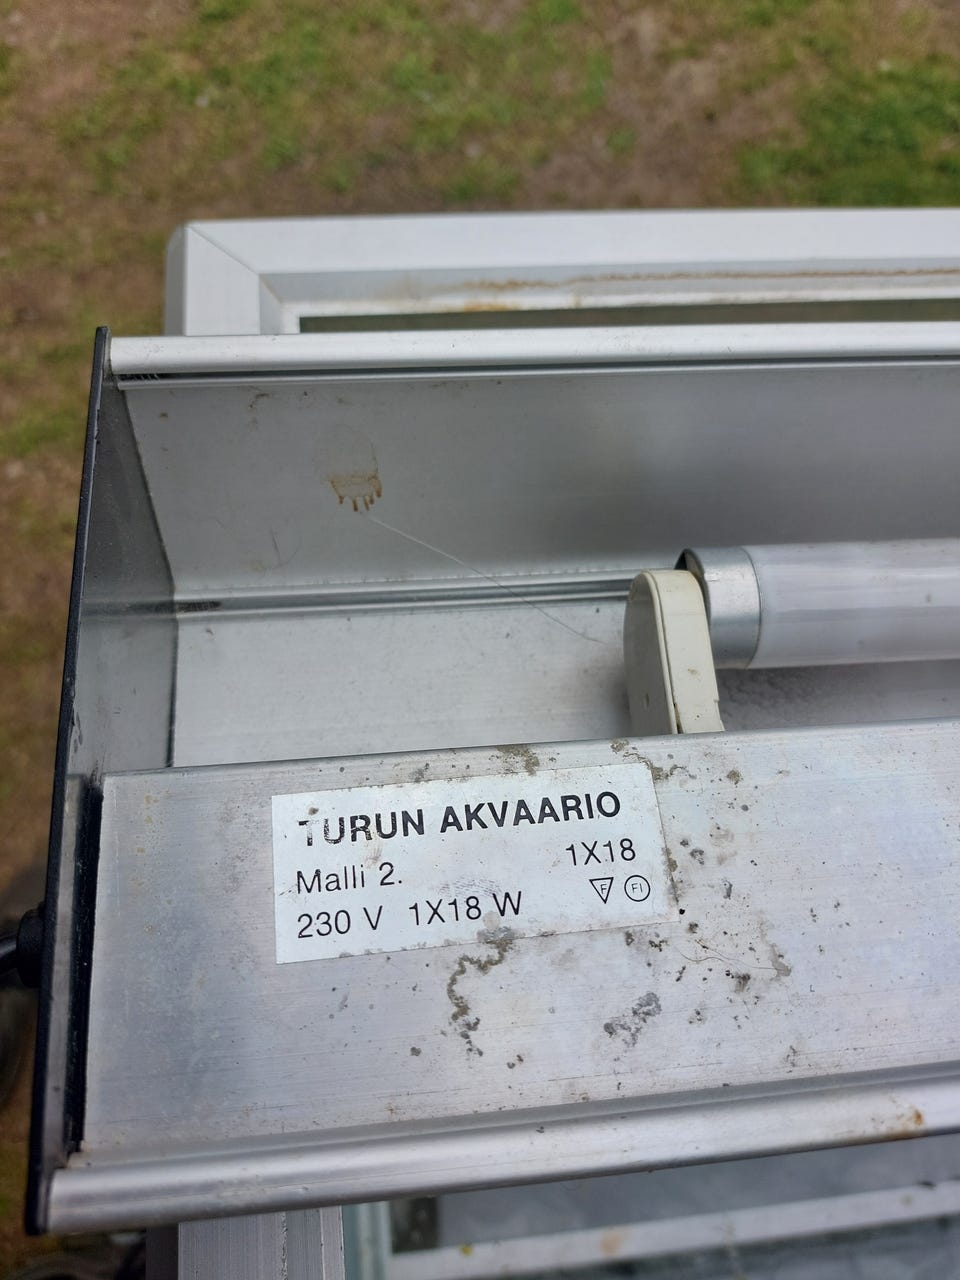 TURUN AKVAARIO
Malli 2. 1X18
230 V 1X18 W F FI